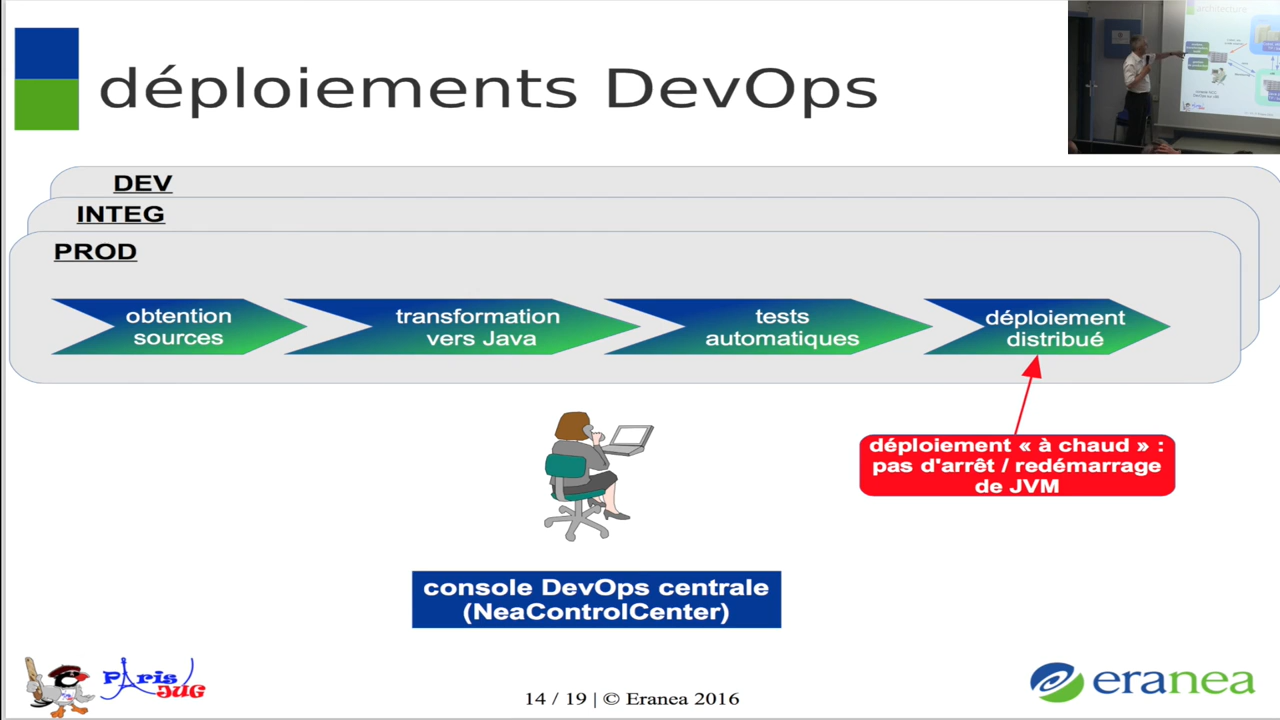 déploiements DevOps
DEV
INTEG
PROD
obtention
sources
transformation
vers Java
tests
automatiques
déploiement
distribué
déploiement « à chaud » :
pas d'arrêt / redémarrage
de JVM
console DevOps centrale
(NeaControlCenter)
Paris
JUG
14 / 19 | © Eranea 2016
eranea
architecture